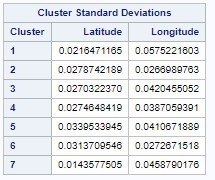 Cluster Standard Deviations
Cluster Latitude Longitude
1 0.0216471165 0.0575221603
2 0.0278742189 0.0266989763
3 0.0270322370 0.0420455052
4 0.0274648419 0.0387059391
5 0.0339533945 0.0410671889
6 0.0313709546 0.0272671518
7 0.0143577505 0.0458790176